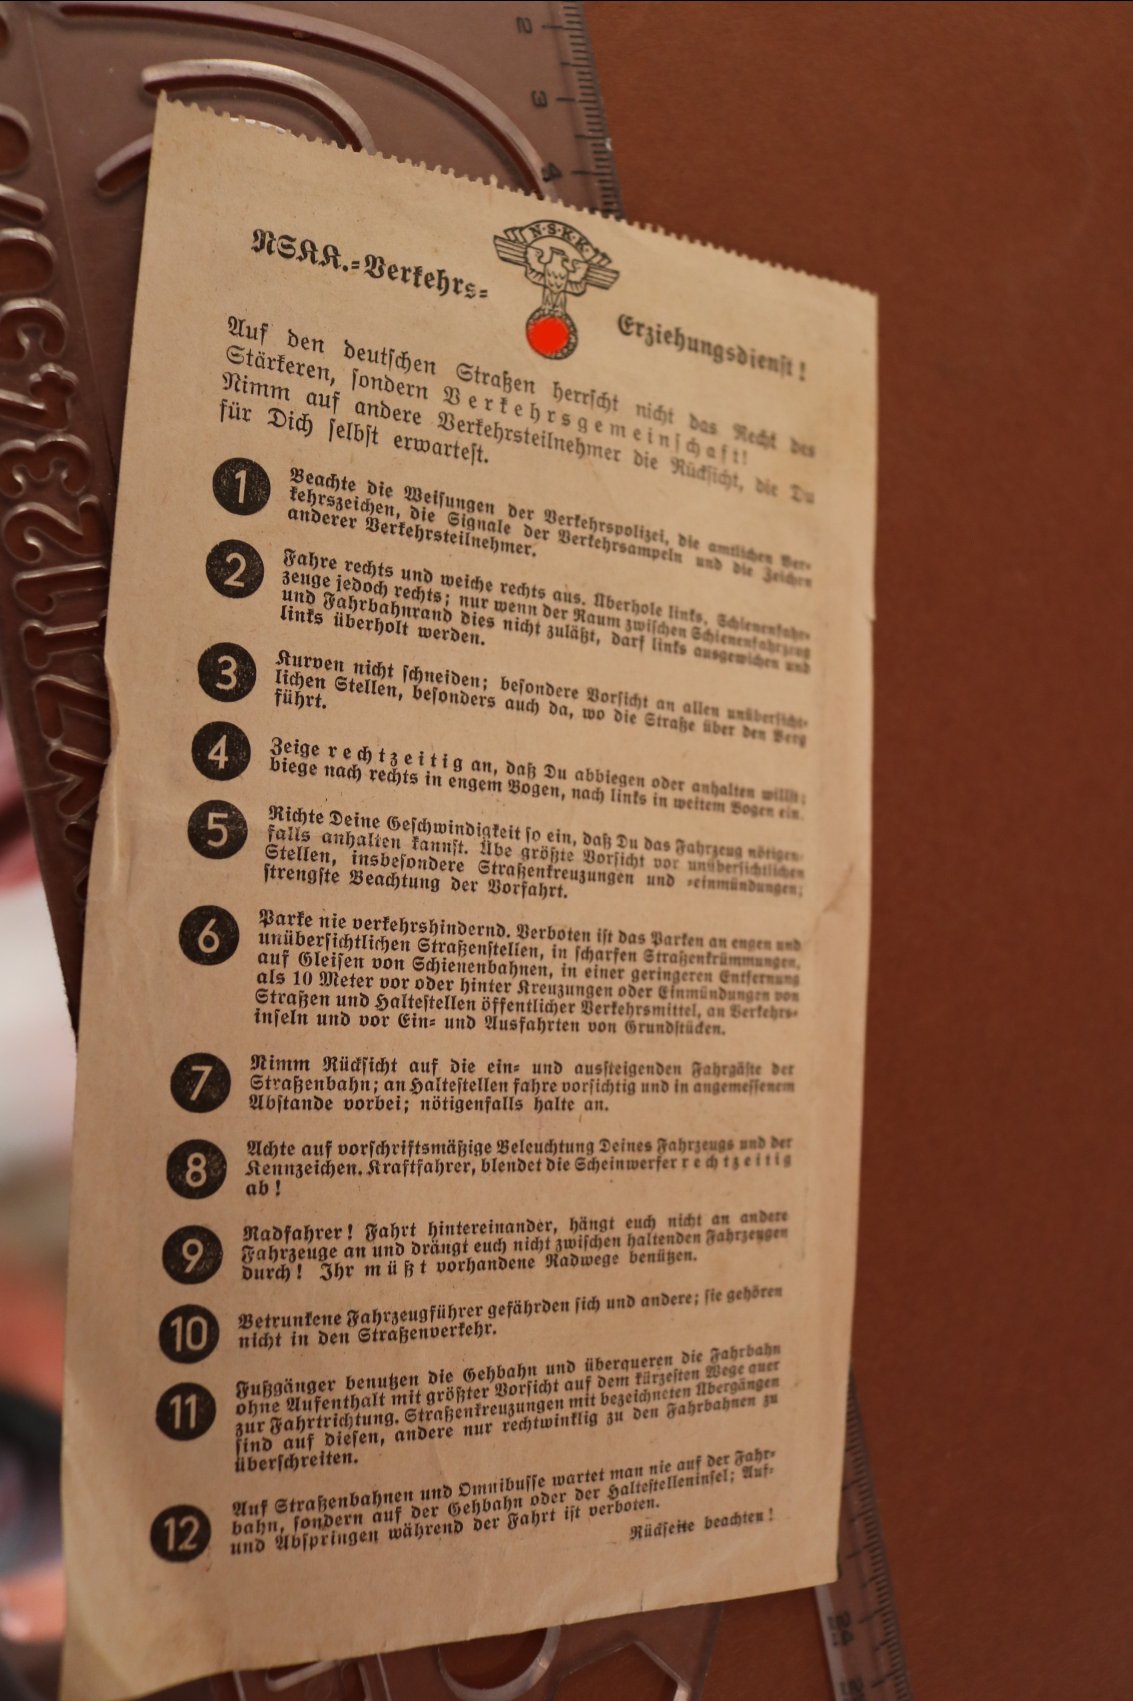 N·S·K·K·
NSKK.=Verkehrs=
Erziehungsdienst!
Auf den deutschen Straßen herrscht nicht das Recht des
Stärkeren, sondern Verkehrsgemeinschaft!
Nimm auf andere Verkehrsteilnehmer die Rücksicht, die Du
für Dich selbst erwartest.
1 Beachte die Weisungen der Verkehrspolizei, die amtlichen Ver=
kehrszeichen, die Signale der Verkehrsampeln und die Zeichen
anderer Verkehrsteilnehmer.
2 Fahre rechts und weiche rechts aus. Überhole links, Schienenfahr=
zeuge jedoch rechts; nur wenn der Raum zwischen Schienenfahrzeug
und Fahrbahnrand dies nicht zuläßt, darf links ausgewichen und
links überholt werden.
3 Kurven nicht schneiden; besondere Vorsicht an allen unübersicht=
lichen Stellen, besonders auch da, wo die Straße über den Berg
führt.
4 Zeige rechtzeitig an, daß Du abbiegen oder anhalten willst;
biege nach rechts in engem Bogen, nach links in weitem Bogen ein.
5 Richte Deine Geschwindigkeit so ein, daß Du das Fahrzeug nötigen=
falls anhalten kannst. Übe größte Vorsicht vor unübersichtlichen
Stellen, insbesondere Straßenkreuzungen und =einmündungen;
strengste Beachtung der Vorfahrt.
6 Parke nie verkehrshindernd. Verboten ist das Parken an engen und
unübersichtlichen Straßenstellen, in scharfen Straßenkrümmungen,
auf Gleisen von Schienenbahnen, in einer geringeren Entfernung
als 10 Meter vor oder hinter Kreuzungen oder Einmündungen von
Straßen und Haltestellen öffentlicher Verkehrsmittel, an Verkehrs=
inseln und vor Ein= und Ausfahrten von Grundstücken.
7 Nimm Rücksicht auf die ein= und aussteigenden Fahrgäste der
Straßenbahn; an Haltestellen fahre vorsichtig und in angemessenem
Abstande vorbei; nötigenfalls halte an.
8 Achte auf vorschriftsmäßige Beleuchtung Deines Fahrzeugs und der
Kennzeichen. Kraftfahrer, blendet die Scheinwerfer rechtzeitig
ab!
9 Radfahrer! Fahrt hintereinander, hängt euch nicht an andere
Fahrzeuge an und drängt euch nicht zwischen haltenden Fahrzeugen
durch! Ihr müßt vorhandene Radwege benützen.
10 Betrunkene Fahrzeugführer gefährden sich und andere; sie gehören
nicht in den Straßenverkehr.
11 Fußgänger benutzen die Gehbahn und überqueren die Fahrbahn
ohne Aufenthalt mit größter Vorsicht auf dem kürzesten Wege quer
zur Fahrtrichtung. Straßenkreuzungen mit bezeichneten Übergängen
sind auf diesen, andere nur rechtwinklig zu den Fahrbahnen zu
überschreiten.
12 Auf Straßenbahnen und Omnibusse wartet man nie auf der Fahr=
bahn, sondern auf der Gehbahn oder der Haltestelleninsel; Auf=
und Abspringen während der Fahrt ist verboten.
Rückseite beachten!
2
3
4
24